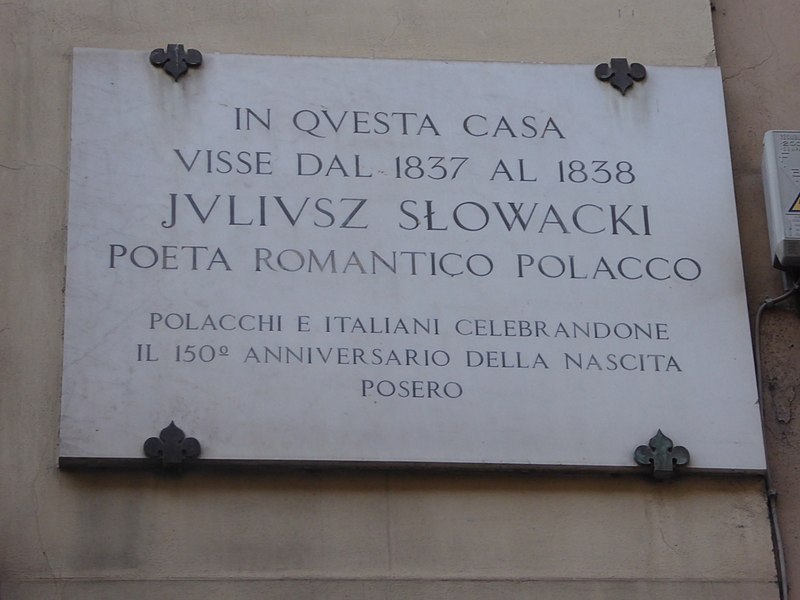 IN QVESTA CASA
VISSE DAL 1837 AL 1838
JVLIVSZ SŁOWACKI
POETA ROMANTICO POLACCO
POLACCHI E ITALIANI CELEBRANDONE
IL 150º ANNIVERSARIO DELLA NASCITA
POSERO